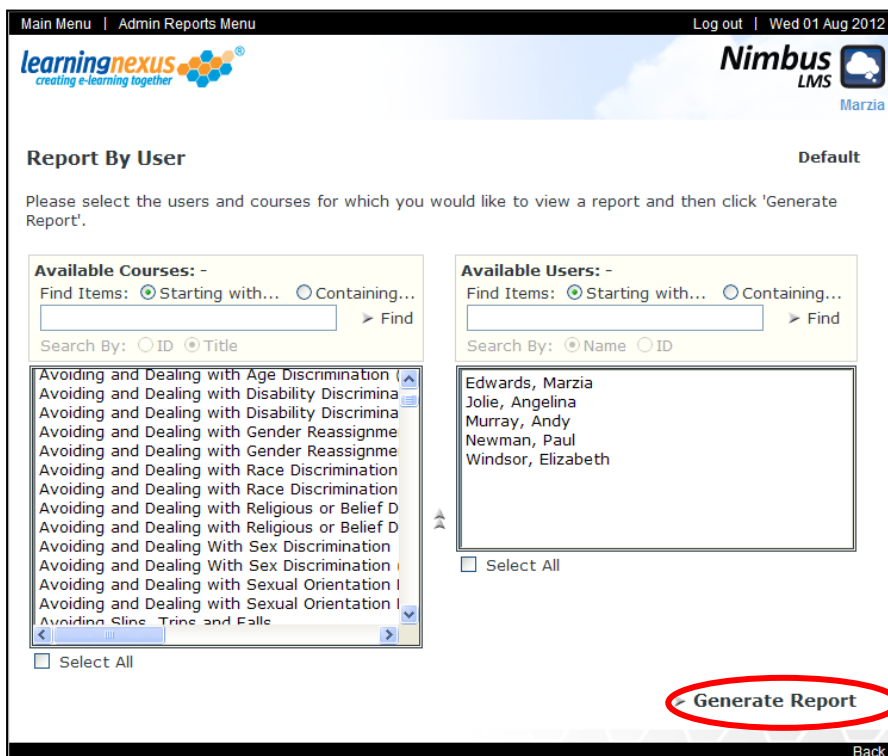 Main Menu | Admin Reports Menu
Log out | Wed 01 Aug 2012
learningnexus®
creating e-learning together
Nimbus
LMS
Marzia
Report By User
Default
Please select the users and courses for which you would like to view a report and then click 'Generate
Report'.
Available Courses: -
Find Items: Starting with... Containing...
Find
Search By: ID Title
Avoiding and Dealing with Age Discrimination (
Avoiding and Dealing with Disability Discrimina
Avoiding and Dealing with Disability Discrimina
Avoiding and Dealing with Gender Reassignme
Avoiding and Dealing with Gender Reassignme
Avoiding and Dealing with Race Discrimination
Avoiding and Dealing with Race Discrimination
Avoiding and Dealing with Religious or Belief D
Avoiding and Dealing with Religious or Belief D
Avoiding and Dealing With Sex Discrimination
Avoiding and Dealing With Sex Discrimination (
Avoiding and Dealing with Sexual Orientation
Avoiding and Dealing with Sexual Orientation
Avoiding Slips, Trips and Falls
Select All
Available Users: -
Find Items: Starting with... Containing...
Find
Search By: Name ID
Edwards, Marzia
Jolie, Angelina
Murray, Andy
Newman, Paul
Windsor, Elizabeth
Select All
Generate Report
Back